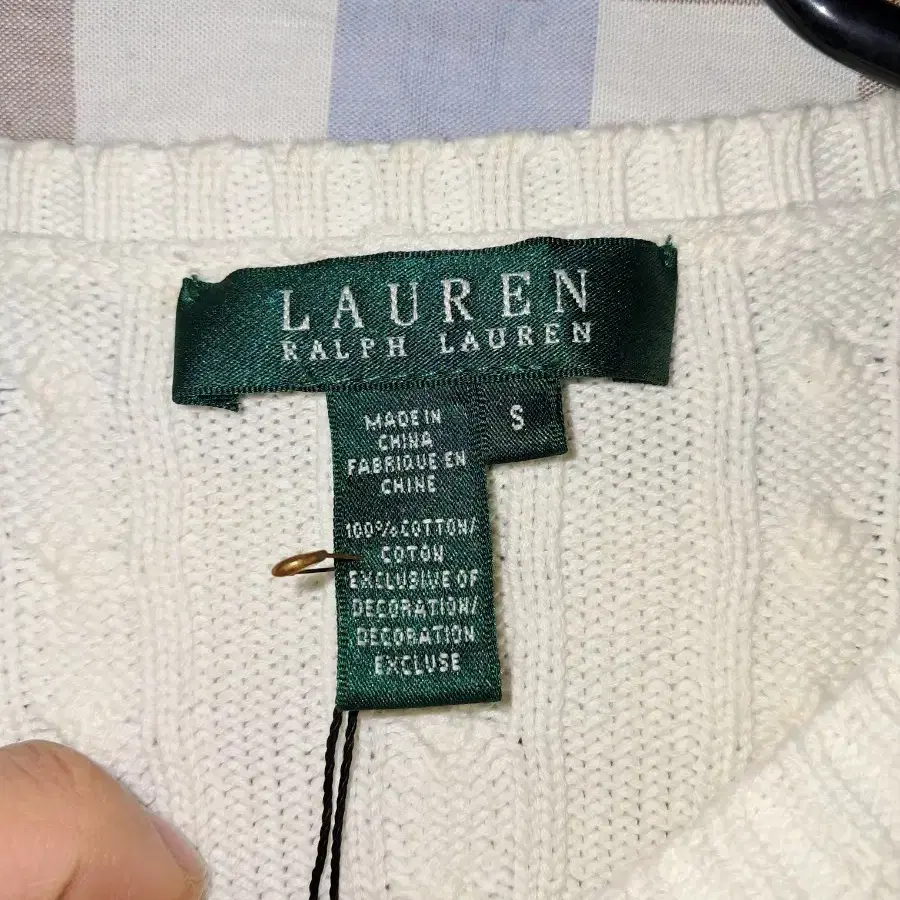 LAUREN
RALPH LAUREN
S
MADE IN
CHINA
FABRIQUE EN
CHINE
100% COTTON/
COTON
EXCLUSIVE OF
DECORATION/
DECORATION
EXCLUSE